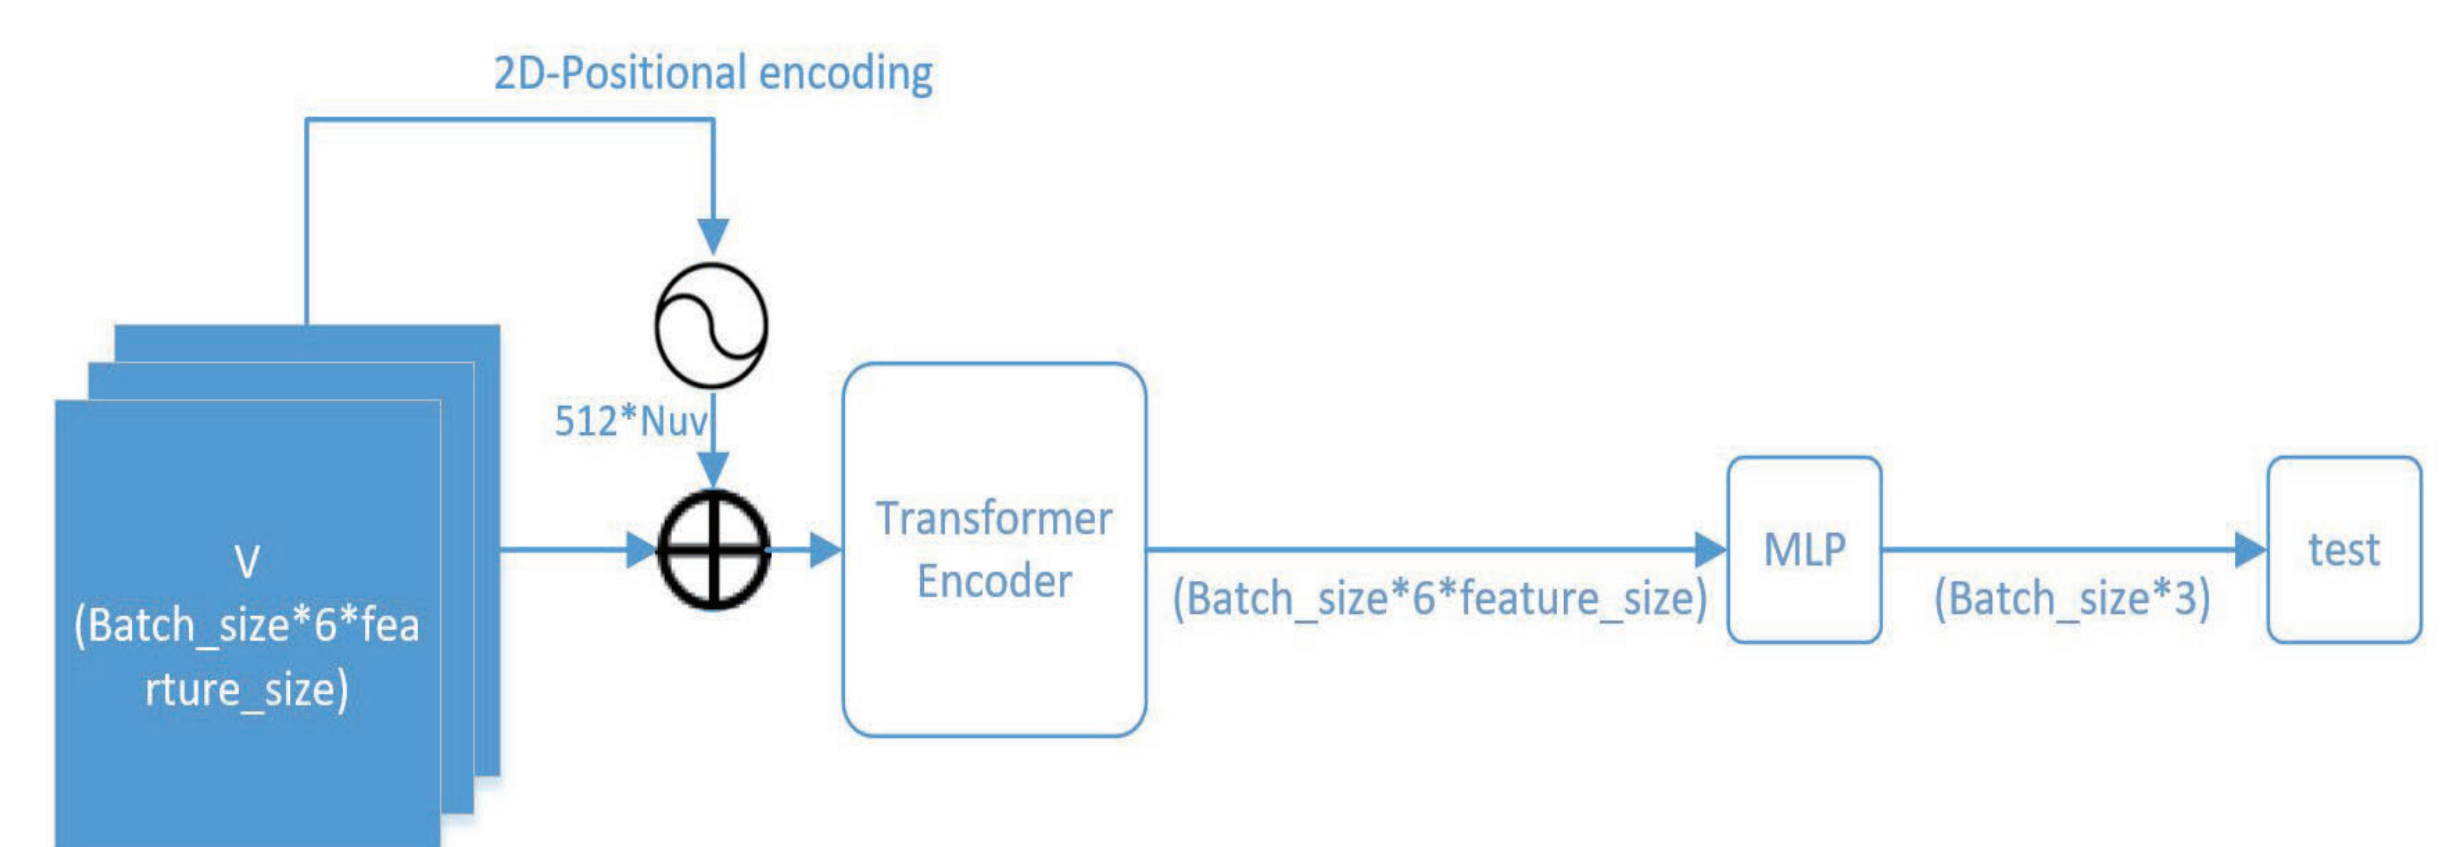 2D-Positional encoding
512*Nuv
V
(Batch_size*6*fea
rture_size)
Transformer
Encoder
(Batch_size*6*feature_size)
MLP
(Batch_size*3)
test